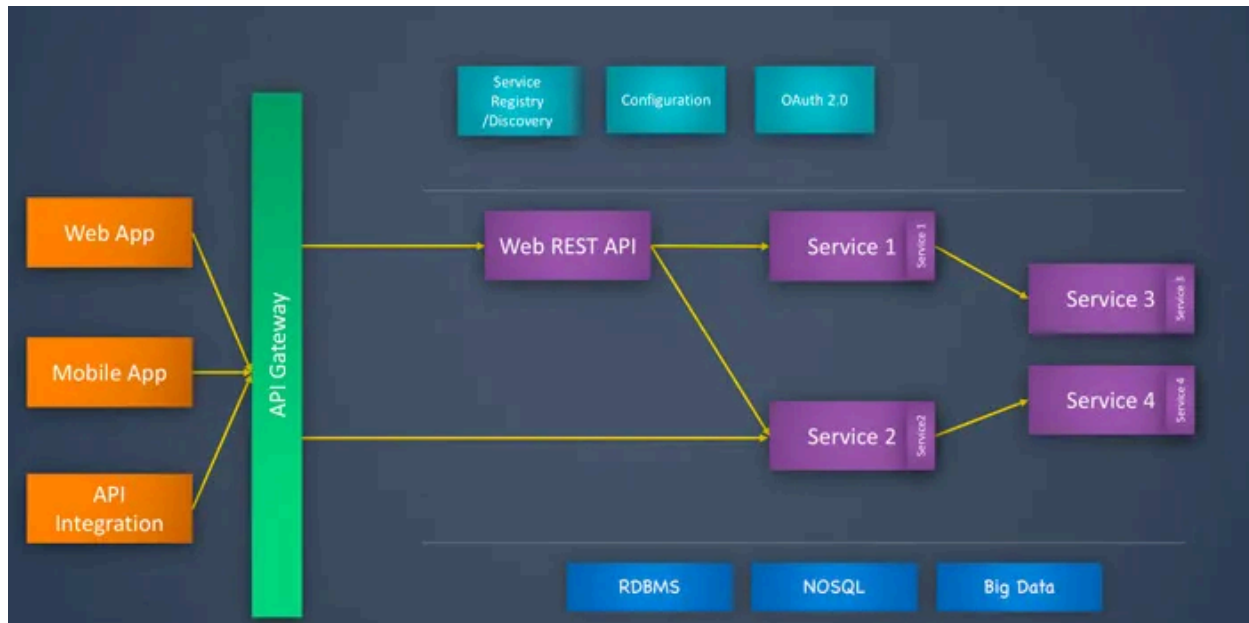 Service
Registry
/Discovery
Configuration
OAuth 2.0
Web App
Mobile App
API
Integration
API Gateway
Web REST API
Service 1
Service 1
Service 3
Service 3
Service 2
Service2
Service 4
Service 4
RDBMS
NOSQL
Big Data